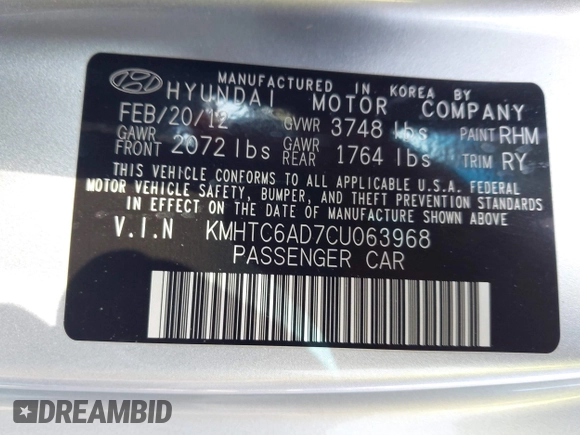 MANUFACTURED IN KOREA BY
HYUNDAI MOTOR COMPANY
FEB/20/12 GVWR 3748 lbs PAINT RHM
GAWR FRONT 2072 lbs GAWR REAR 1764 lbs TRIM RY
THIS VEHICLE CONFORMS TO ALL APPLICABLE U.S.A. FEDERAL
MOTOR VEHICLE SAFETY, BUMPER, AND THEFT PREVENTION STANDARDS
IN EFFECT ON THE DATE OF MANUFACTURE SHOWN ABOVE.
V.I.N KMHTC6AD7CU063968
PASSENGER CAR
DREAMBID